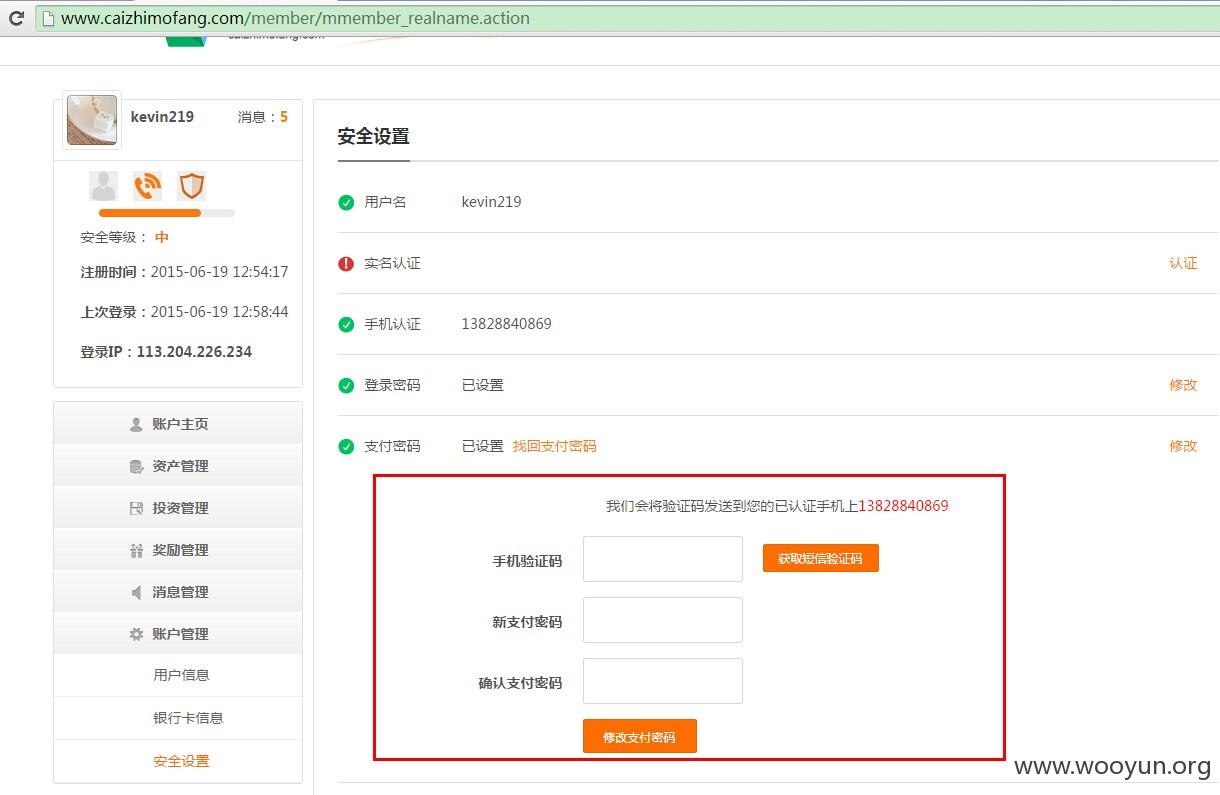 www.caizhimofang.com/member/mmember_realname.action
caizhimofang.com
kevin219
消息：5
安全等级：中
注册时间：2015-06-19 12:54:17
上次登录：2015-06-19 12:58:44
登录IP：113.204.226.234
账户主页
资产管理
投资管理
奖励管理
消息管理
账户管理
用户信息
银行卡信息
安全设置
安全设置
用户名 kevin219
实名认证 认证
手机认证 13828840869
登录密码 已设置 修改
支付密码 已设置 找回支付密码 修改
我们会将验证码发送到您的已认证手机上13828840869
手机验证码 获取短信验证码
新支付密码
确认支付密码
修改支付密码
www.wooyun.org